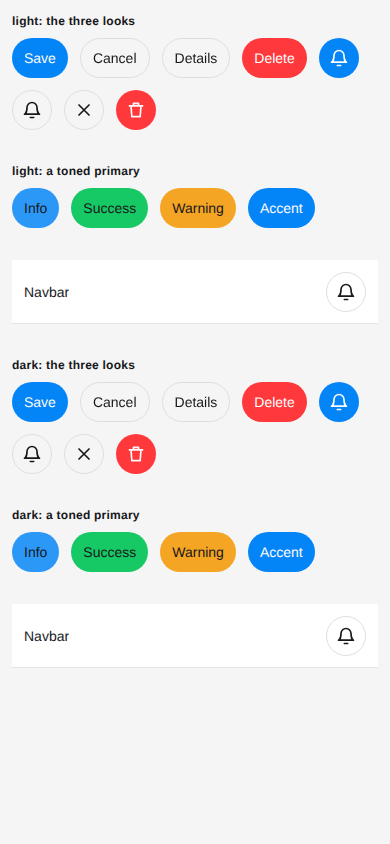 light: the three looks
Save Cancel Details Delete
light: a toned primary
Info Success Warning Accent
Navbar
dark: the three looks
Save Cancel Details Delete
dark: a toned primary
Info Success Warning Accent
Navbar